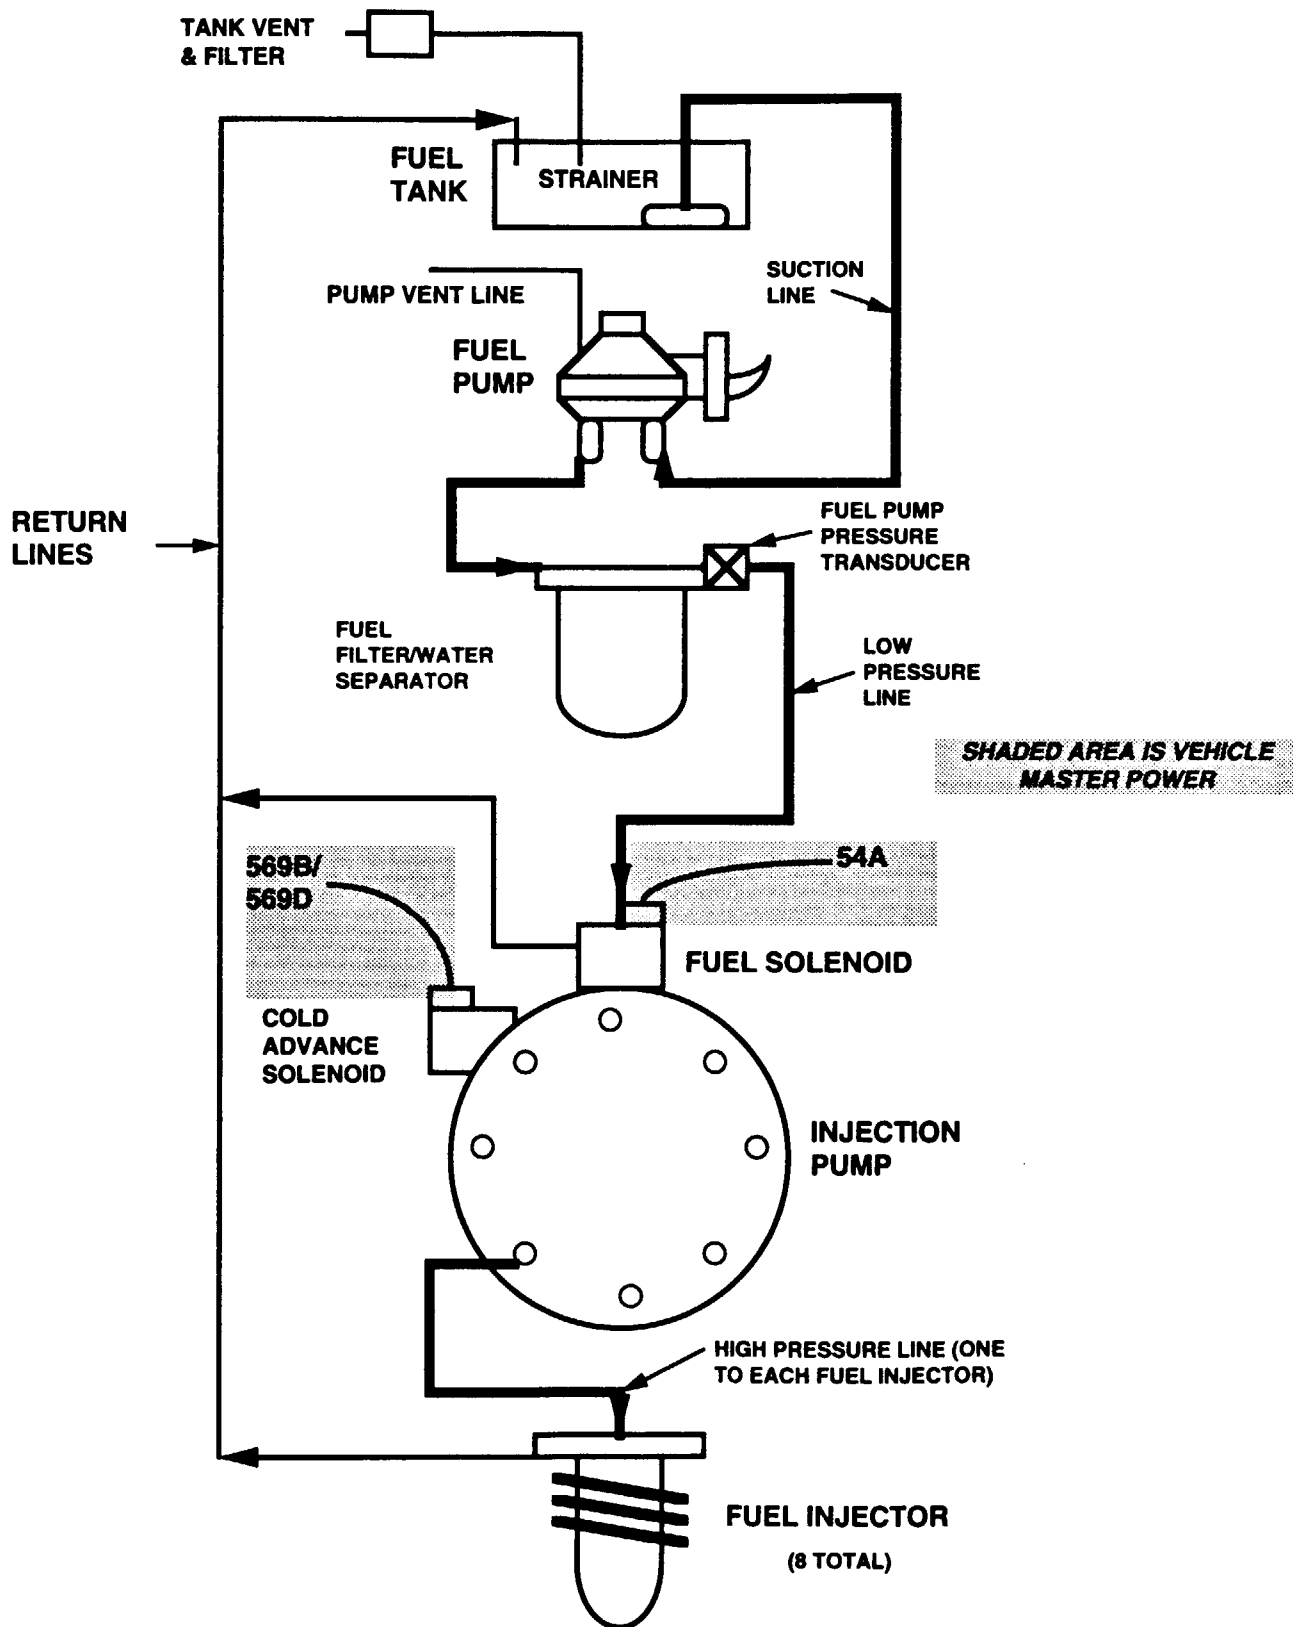 TANK VENT
& FILTER
FUEL
TANK
STRAINER
SUCTION
LINE
PUMP VENT LINE
FUEL
PUMP
RETURN
LINES
FUEL PUMP
PRESSURE
TRANSDUCER
FUEL
FILTER/WATER
SEPARATOR
LOW
PRESSURE
LINE
SHADED AREA IS VEHICLE
MASTER POWER
569B/
569D
54A
FUEL SOLENOID
COLD
ADVANCE
SOLENOID
INJECTION
PUMP
HIGH PRESSURE LINE (ONE
TO EACH FUEL INJECTOR)
FUEL INJECTOR
(8 TOTAL)